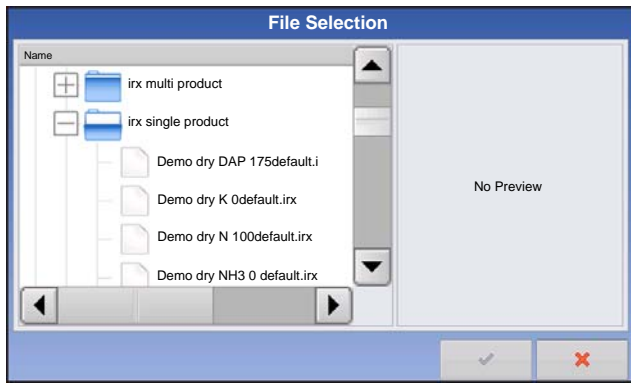 File Selection
Name
irx multi product
irx single product
Demo dry DAP 175default.i
Demo dry K 0default.irx
Demo dry N 100default.irx
Demo dry NH3 0 default.irx
No Preview